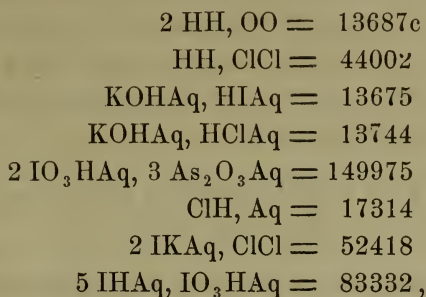 2 HH, OO = 13687c
HH, ClCl = 44002
KOHAq, HIAq = 13675
KOHAq, HClAq = 13744
2 IO₃HAq, 3 As₂O₃Aq = 149975
ClH, Aq = 17314
2 IKAq, ClCl = 52418
5 IHAq, IO₃HAq = 83332,